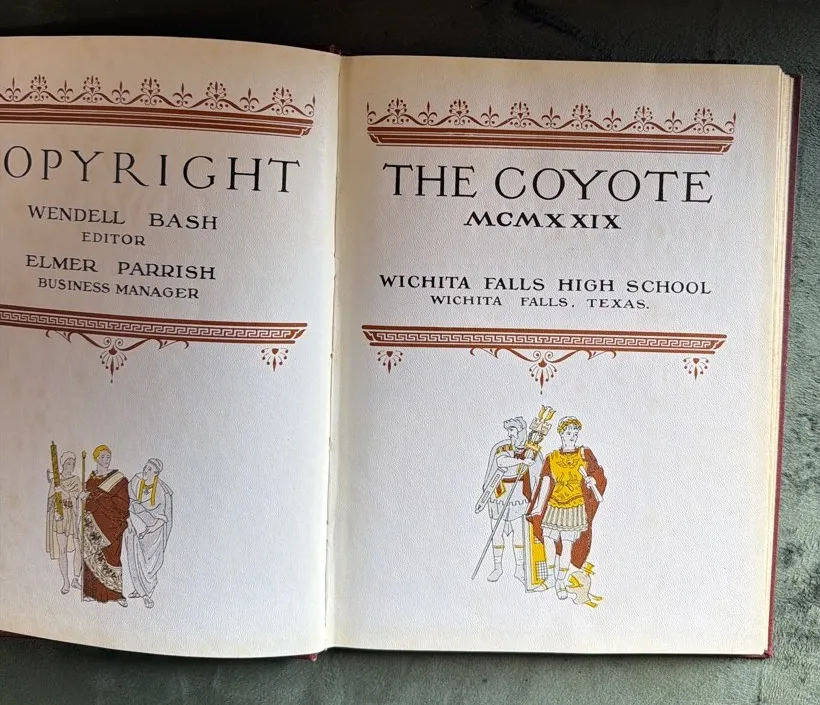 OPYRIGHT
WENDELL BASH
EDITOR
ELMER PARRISH
BUSINESS MANAGER
THE COYOTE
MCMXXIX
WICHITA FALLS HIGH SCHOOL
WICHITA FALLS, TEXAS.